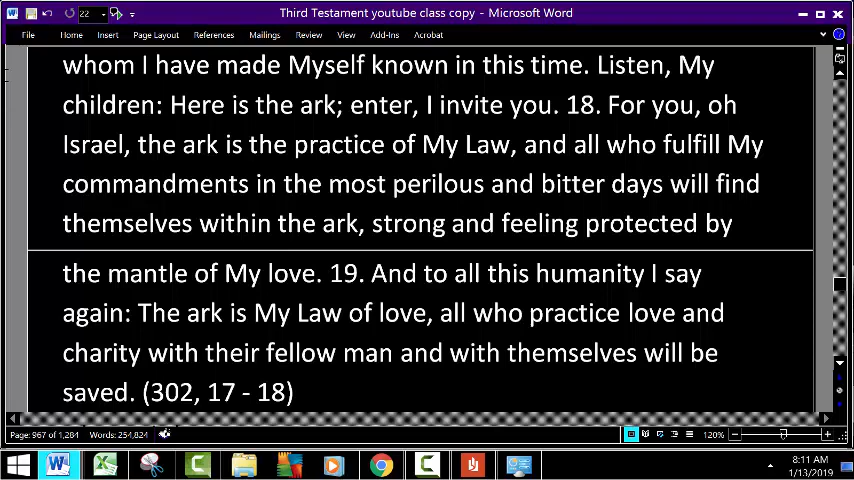 22
Third Testament youtube class copy - Microsoft Word
File Home Insert Page Layout References Mailings Review View Add-Ins Acrobat
whom I have made Myself known in this time. Listen, My
children: Here is the ark; enter, I invite you. 18. For you, oh
Israel, the ark is the practice of My Law, and all who fulfill My
commandments in the most perilous and bitter days will find
themselves within the ark, strong and feeling protected by
the mantle of My love. 19. And to all this humanity I say
again: The ark is My Law of love, all who practice love and
charity with their fellow man and with themselves will be
saved. (302, 17 - 18)
Page: 967 of 1,284 Words: 254,824 120%
8:11 AM
1/13/2019